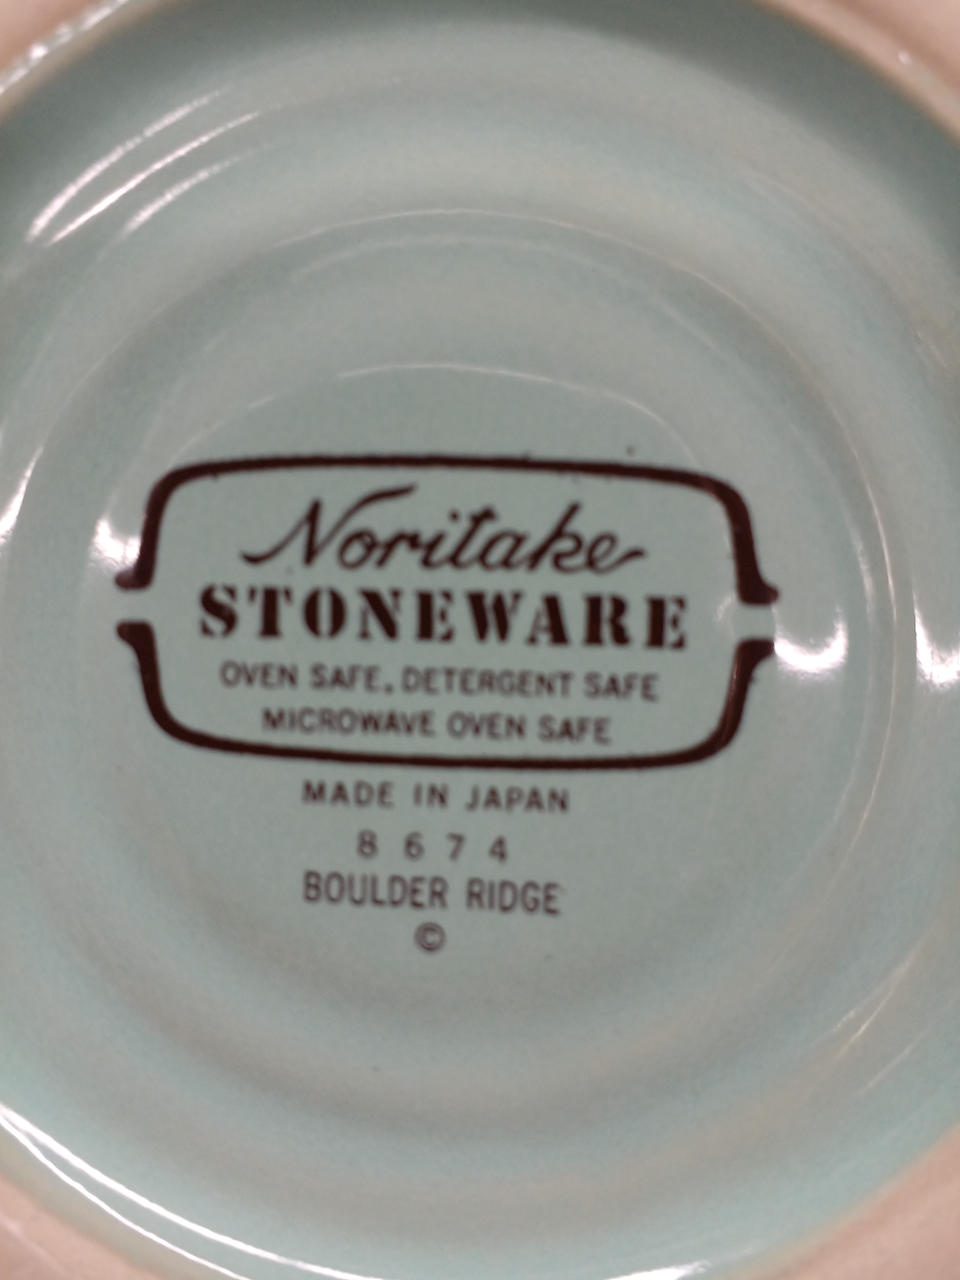 Noritake
STONEWARE
OVEN SAFE, DETERGENT SAFE
MICROWAVE OVEN SAFE
MADE IN JAPAN
8674
BOULDER RIDGE
©